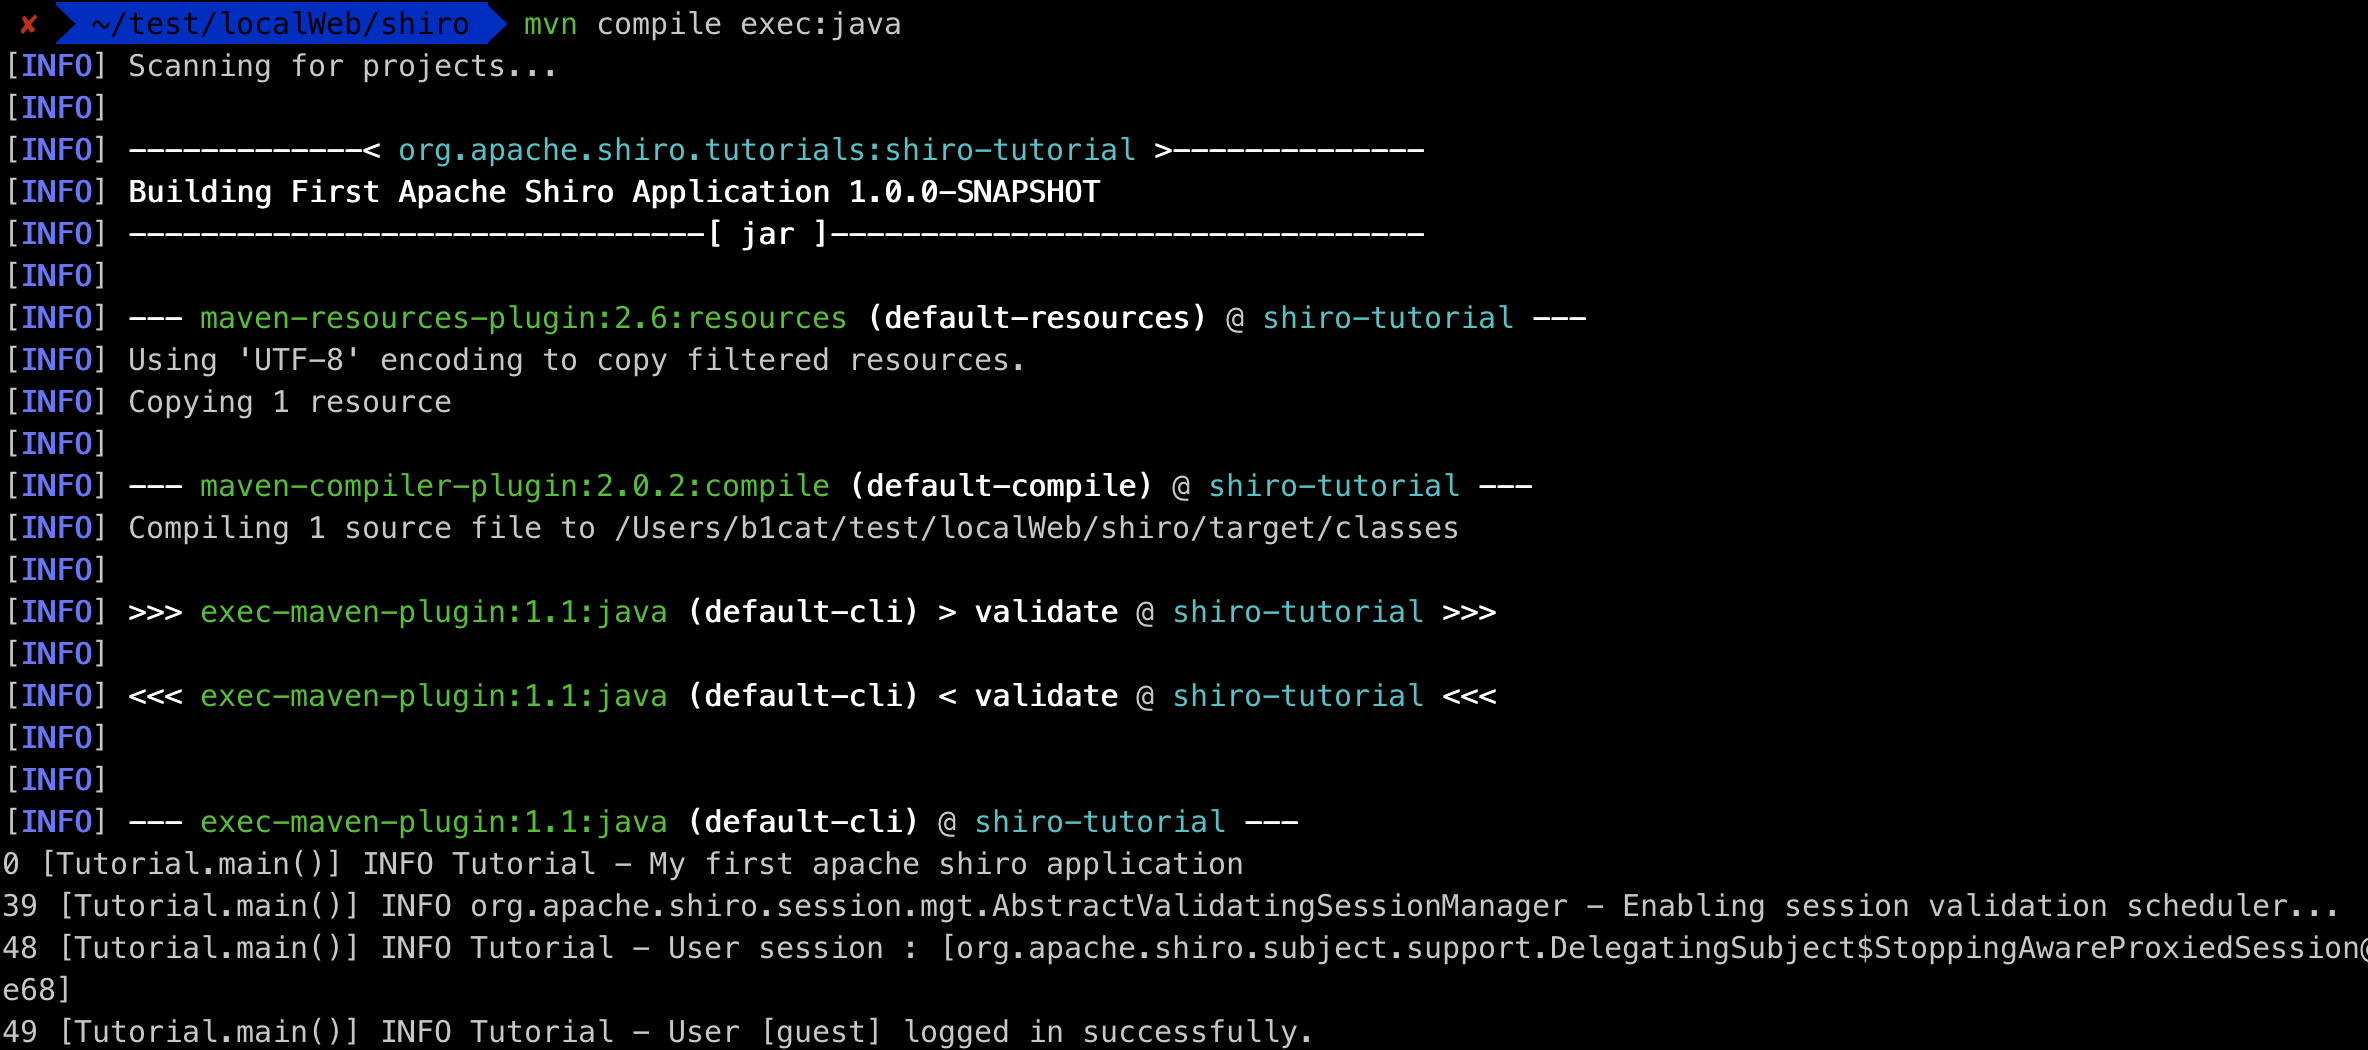 ✘ ~/test/localWeb/shiro mvn compile exec:java
[INFO] Scanning for projects...
[INFO]
[INFO] -------------< org.apache.shiro.tutorials:shiro-tutorial >--------------
[INFO] Building First Apache Shiro Application 1.0.0-SNAPSHOT
[INFO] --------------------------------[ jar ]---------------------------------
[INFO]
[INFO] --- maven-resources-plugin:2.6:resources (default-resources) @ shiro-tutorial ---
[INFO] Using 'UTF-8' encoding to copy filtered resources.
[INFO] Copying 1 resource
[INFO]
[INFO] --- maven-compiler-plugin:2.0.2:compile (default-compile) @ shiro-tutorial ---
[INFO] Compiling 1 source file to /Users/b1cat/test/localWeb/shiro/target/classes
[INFO]
[INFO] >>> exec-maven-plugin:1.1:java (default-cli) > validate @ shiro-tutorial >>>
[INFO]
[INFO] <<< exec-maven-plugin:1.1:java (default-cli) < validate @ shiro-tutorial <<<
[INFO]
[INFO]
[INFO] --- exec-maven-plugin:1.1:java (default-cli) @ shiro-tutorial ---
0 [Tutorial.main()] INFO Tutorial - My first apache shiro application
39 [Tutorial.main()] INFO org.apache.shiro.session.mgt.AbstractValidatingSessionManager - Enabling session validation scheduler...
48 [Tutorial.main()] INFO Tutorial - User session : [org.apache.shiro.subject.support.DelegatingSubject$StoppingAwareProxiedSession@
e68]
49 [Tutorial.main()] INFO Tutorial - User [guest] logged in successfully.